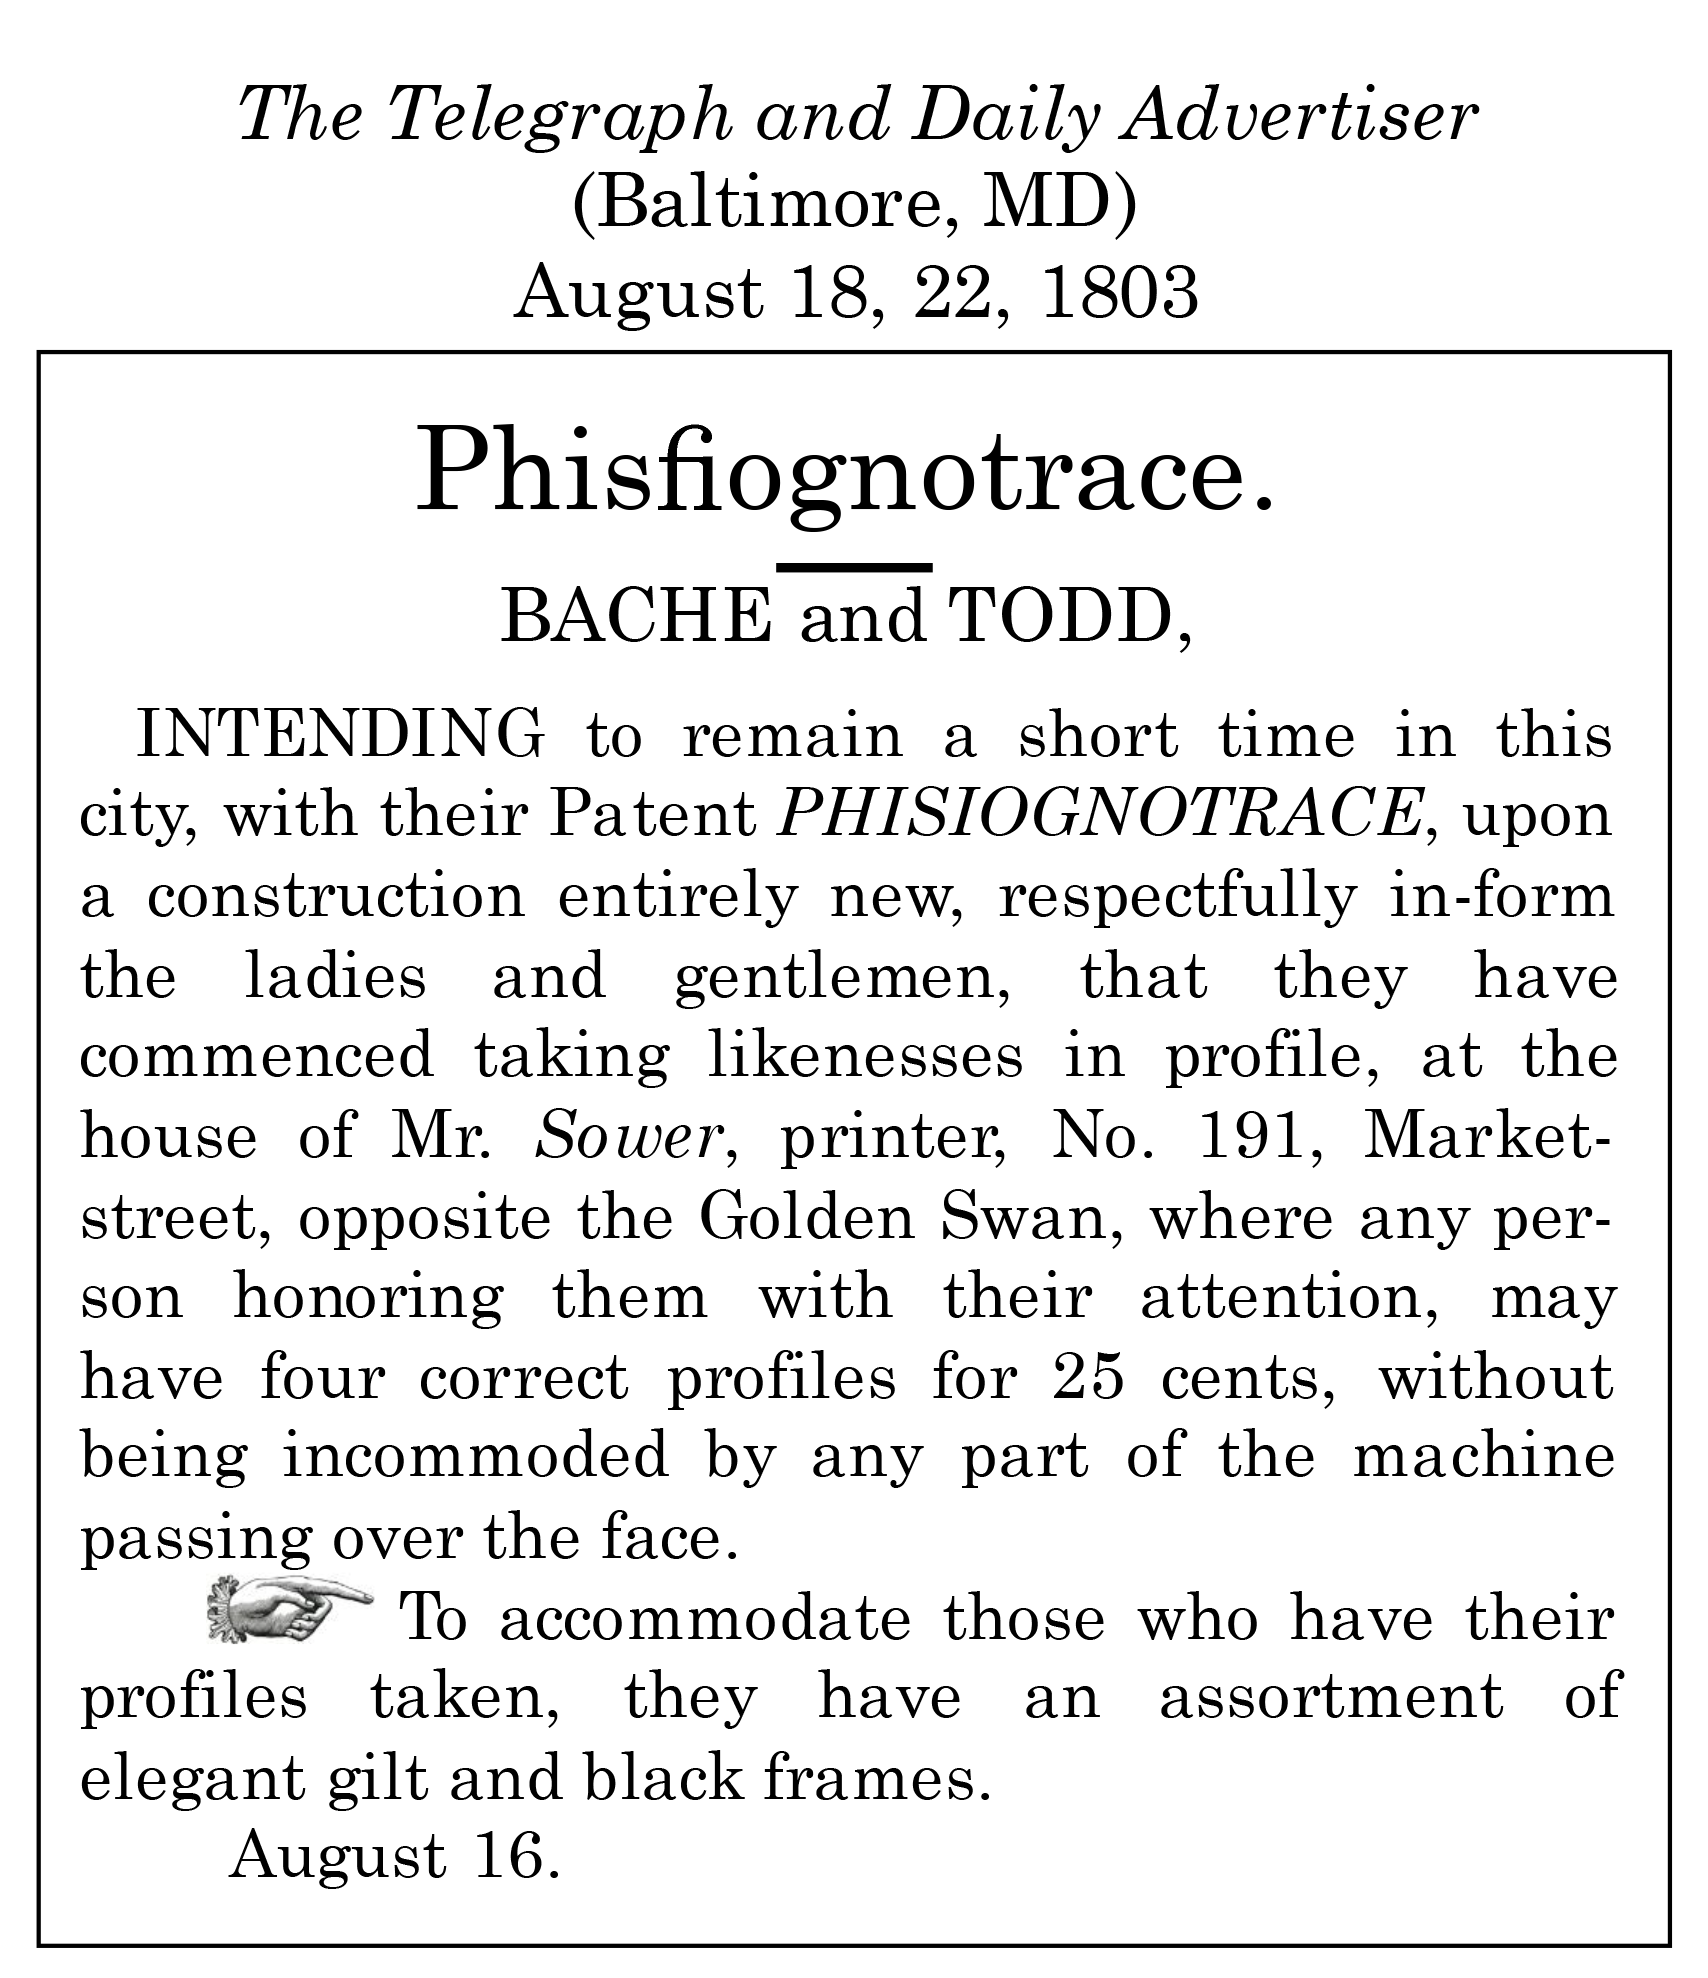 The Telegraph and Daily Advertiser
(Baltimore, MD)
August 18, 22, 1803
Phisfiognotrace.
BACHE and TODD,
INTENDING to remain a short time in this
city, with their Patent PHISIOGNOTRACE, upon
a construction entirely new, respectfully in-form
the ladies and gentlemen, that they have
commenced taking likenesses in profile, at the
house of Mr. Sower, printer, No. 191, Market-
street, opposite the Golden Swan, where any per-
son honoring them with their attention, may
have four correct profiles for 25 cents, without
being incommoded by any part of the machine
passing over the face.
To accommodate those who have their
profiles taken, they have an assortment of
elegant gilt and black frames.
August 16.